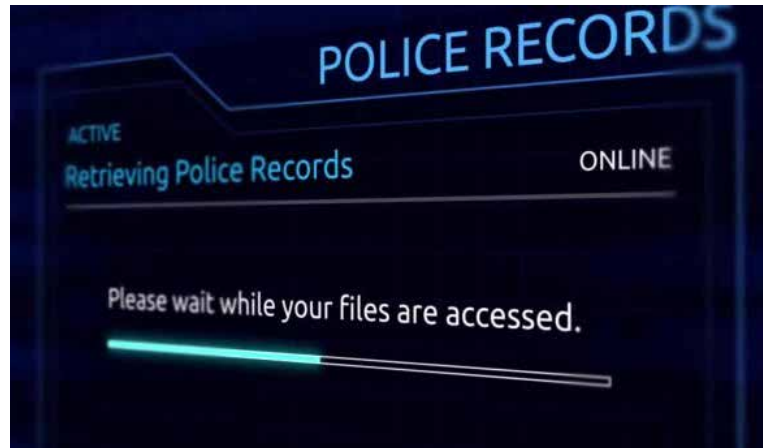 POLICE RECORDS
ACTIVE
Retrieving Police Records
ONLINE
Please wait while your files are accessed.